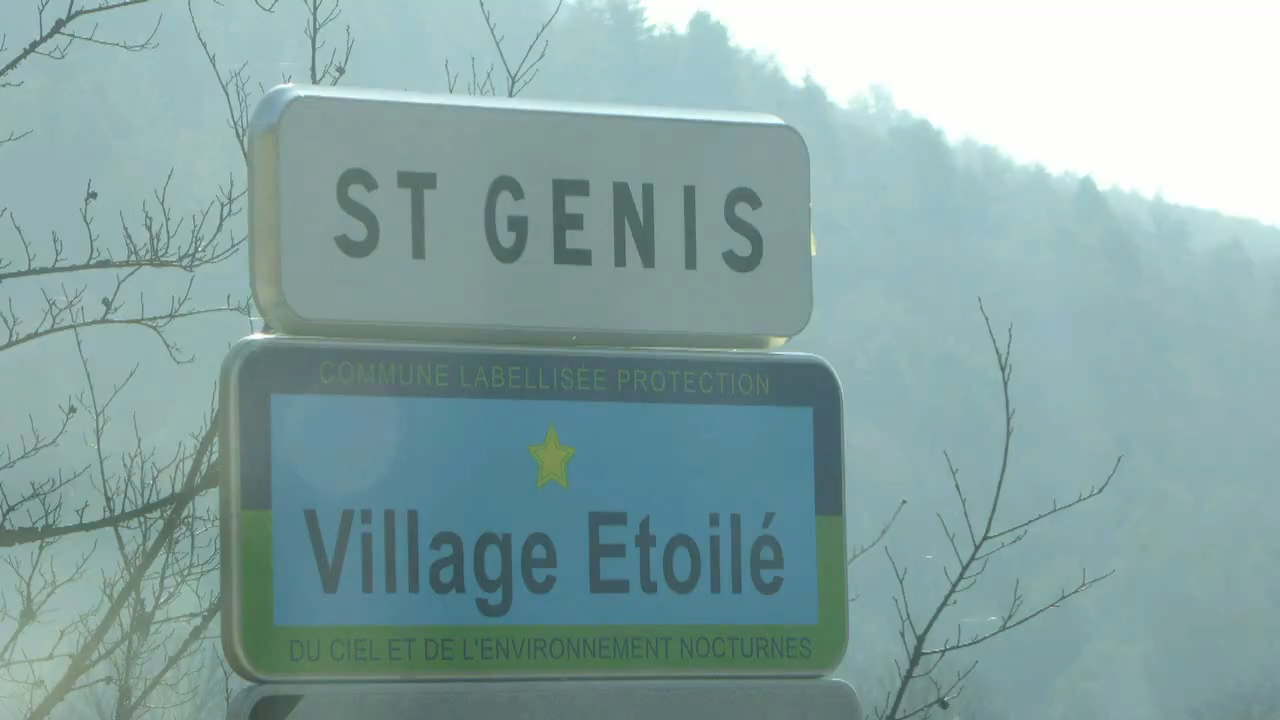 ST GENIS
COMMUNE LABELLISÉE PROTECTION
Village Etoilé
DU CIEL ET DE L'ENVIRONNEMENT NOCTURNES